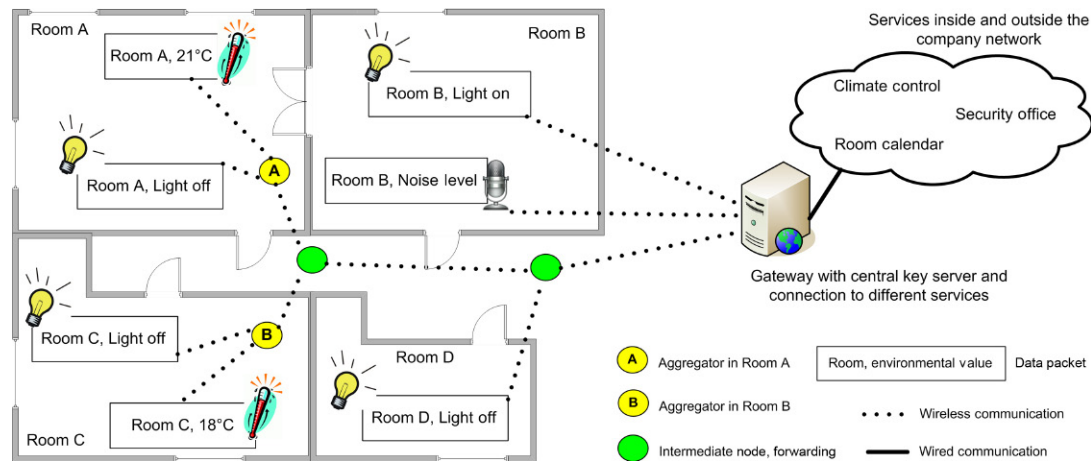 Room A
Room A, 21°C
Room A, Light off
A
Room B
Room B, Light on
Room B, Noise level
Services inside and outside the
company network
Climate control
Security office
Room calendar
Gateway with central key server and
connection to different services
Room C, Light off
B
Room C, 18°C
Room C
Room D
Room D, Light off
A Aggregator in Room A
B Aggregator in Room B
Intermediate node, forwarding
Room, environmental value Data packet
Wireless communication
Wired communication